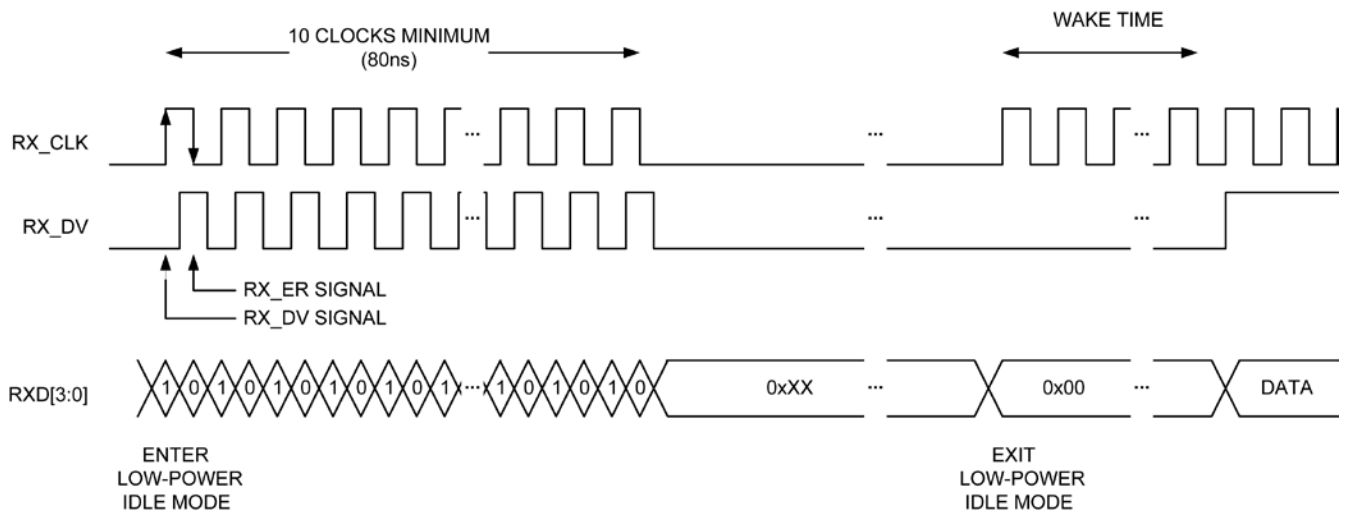 10 CLOCKS MINIMUM
(80ns)
WAKE TIME
RX_CLK
...
...
...
RX_DV
...
...
...
RX_ER SIGNAL
RX_DV SIGNAL
RXD[3:0]
1 0 1 0 1 0 1 0 1 0 1 ... 1 0 1 0 1 0
0xXX
...
0x00
...
DATA
ENTER
LOW-POWER
IDLE MODE
EXIT
LOW-POWER
IDLE MODE